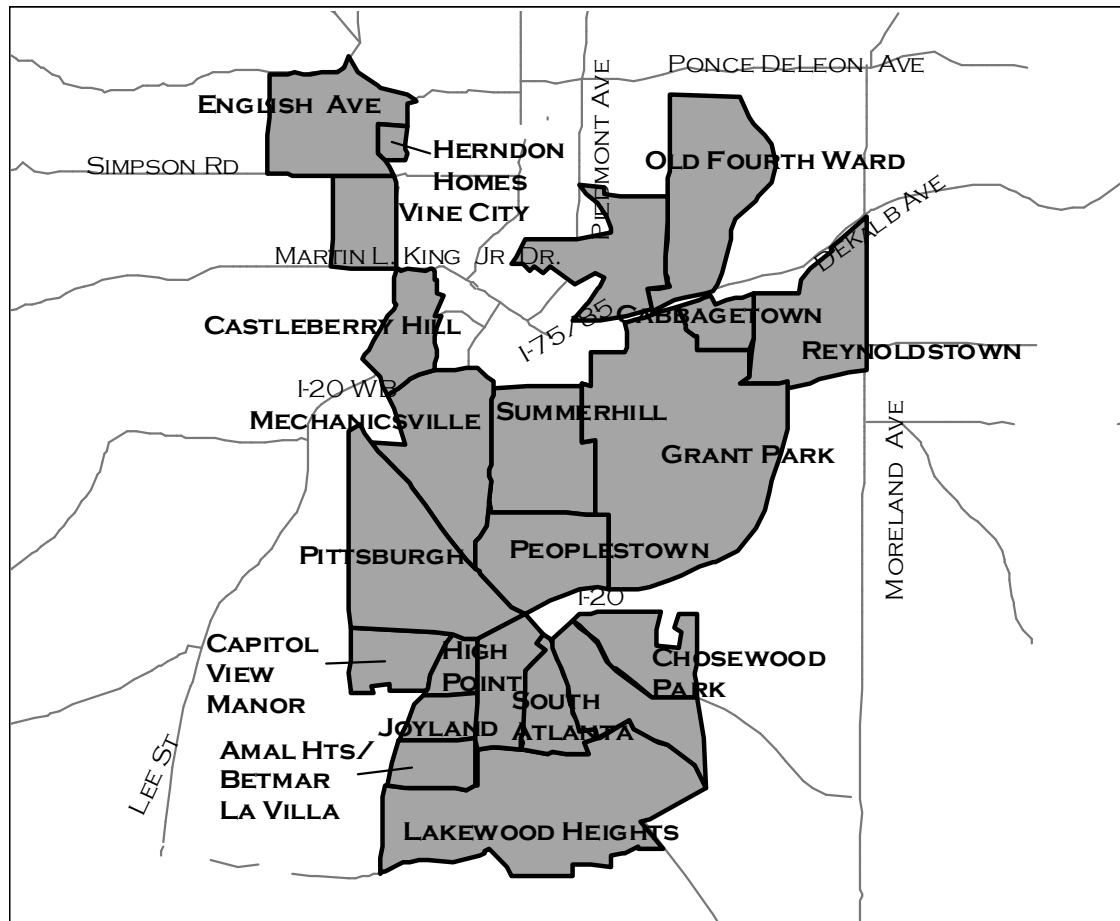 Ponce DeLeon Ave
Piedmont Ave
English Ave
Herndon
Homes
Old Fourth Ward
Simpson Rd
Vine City
Dekalb Ave
Martin L. King Jr Dr.
Castleberry Hill
I-75/85
Cabbagetown
Reynoldstown
I-20 WB
Mechanicsville
Summerhill
Grant Park
Moreland Ave
Pittsburgh
Peoplestown
I-20
Capitol
View
Manor
High
Point
Chosewood
Park
South
Atlanta
Joyland
Amal Hts/
Betmar
La Villa
Lee St
Lakewood Heights